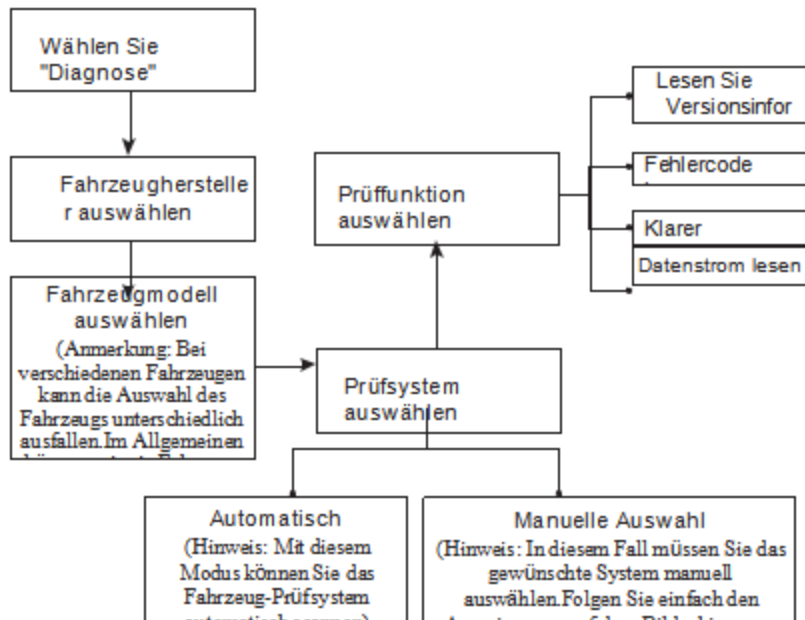 Wählen Sie
"Diagnose"
Fahrzeugherstelle
r auswählen
Fahrzeugmodell
auswählen
(Anmerkung: Bei
verschiedenen Fahrzeugen
kann die Auswahl des
Fahrzeugs unterschiedlich
ausfallen.Im Allgemeinen
Prüfsystem
auswählen
Prüffunktion
auswählen
Lesen Sie
Versionsinfor
Fehlercode
Klarer
Datenstrom lesen
Automatisch
(Hinweis: Mit diesem
Modus können Sie das
Fahrzeug-Prüfsystem
Manuelle Auswahl
(Hinweis: In diesem Fall müssen Sie das
gewünschte System manuell
auswählen.Folgen Sie einfach den